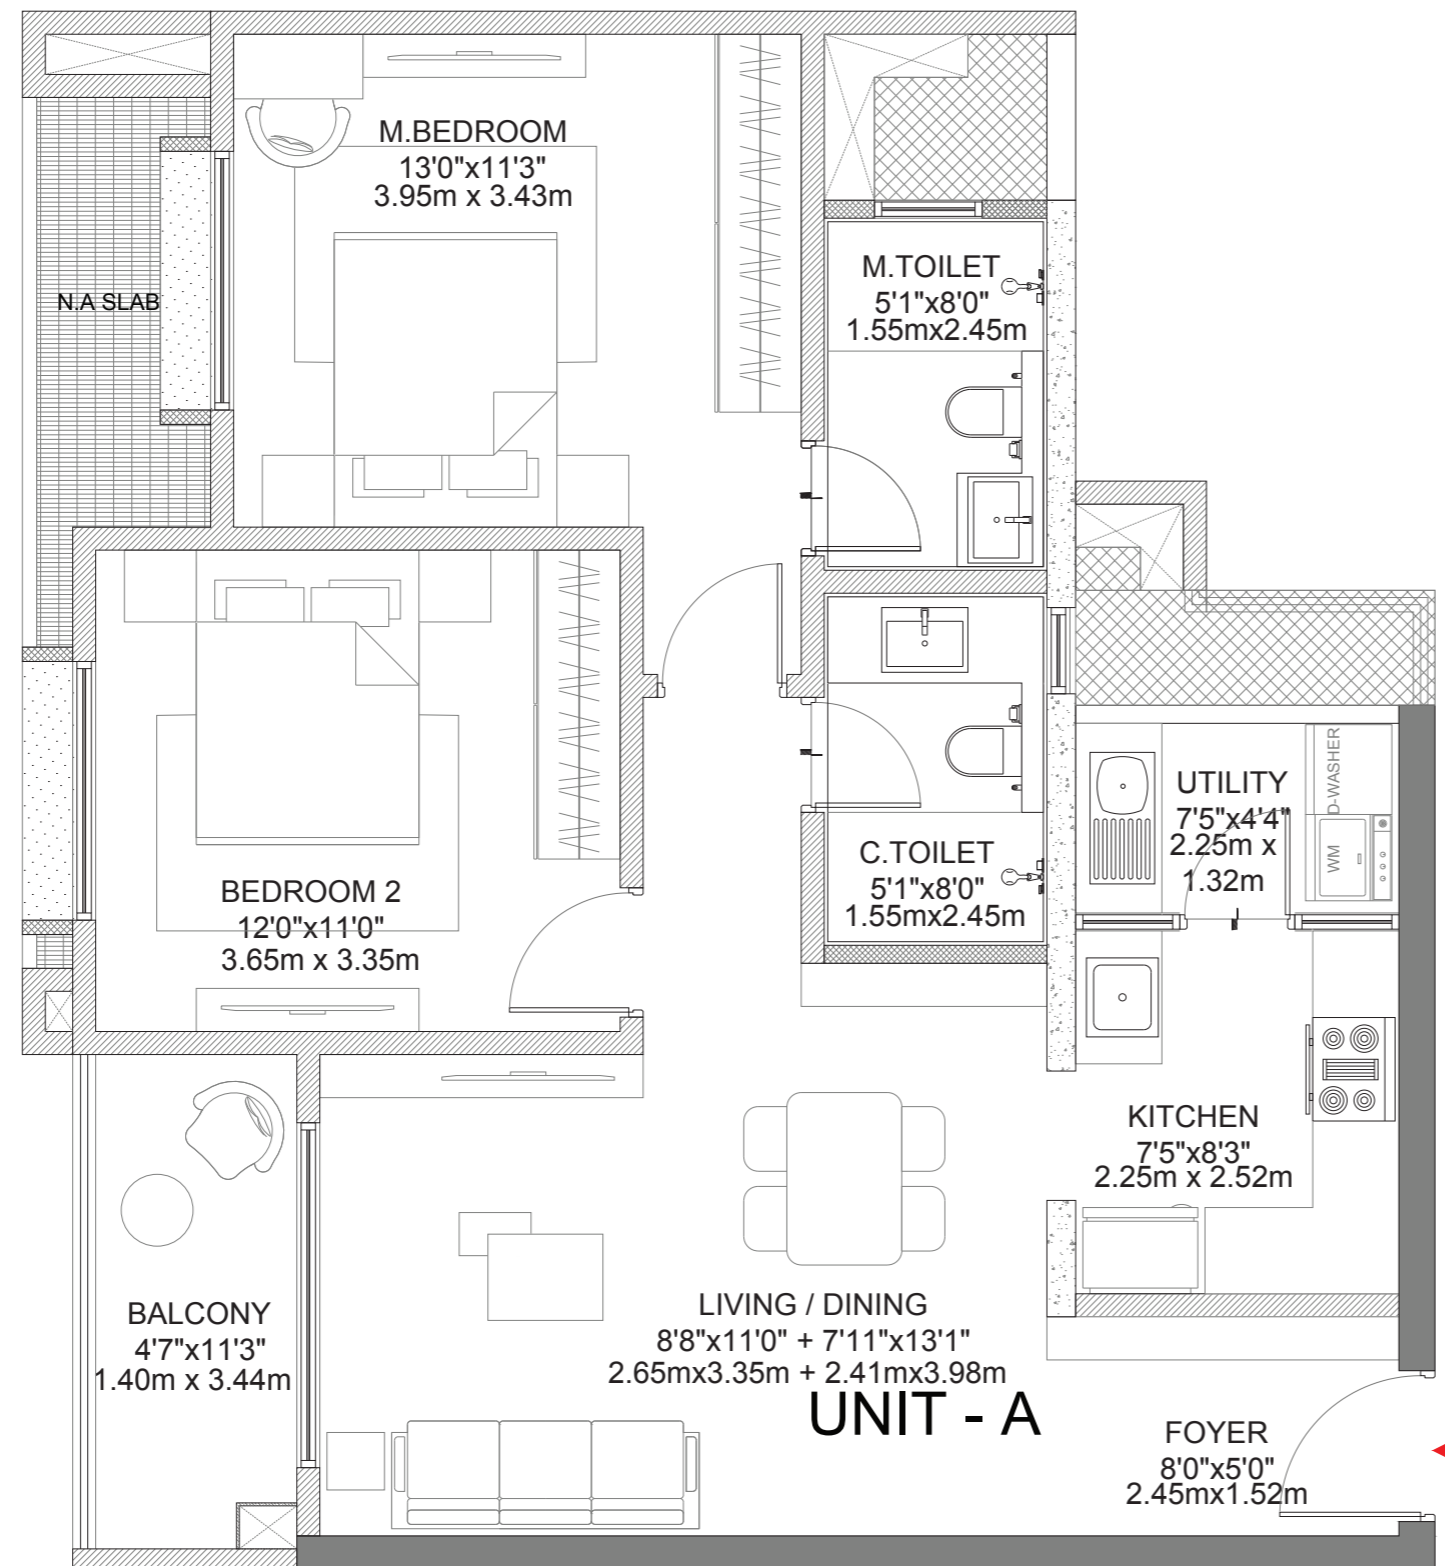 M.BEDROOM
13'0"x11'3"
3.95m x 3.43m
N.A SLAB
M.TOILET
5'1"x8'0"
1.55mx2.45m
UTILITY
7'5"x4'4"
2.25m x
1.32m
D-WASHER
WM
C.TOILET
5'1"x8'0"
1.55mx2.45m
BEDROOM 2
12'0"x11'0"
3.65m x 3.35m
KITCHEN
7'5"x8'3"
2.25m x 2.52m
BALCONY
4'7"x11'3"
1.40m x 3.44m
LIVING / DINING
8'8"x11'0" + 7'11"x13'1"
2.65mx3.35m + 2.41mx3.98m
UNIT - A
FOYER
8'0"x5'0"
2.45mx1.52m